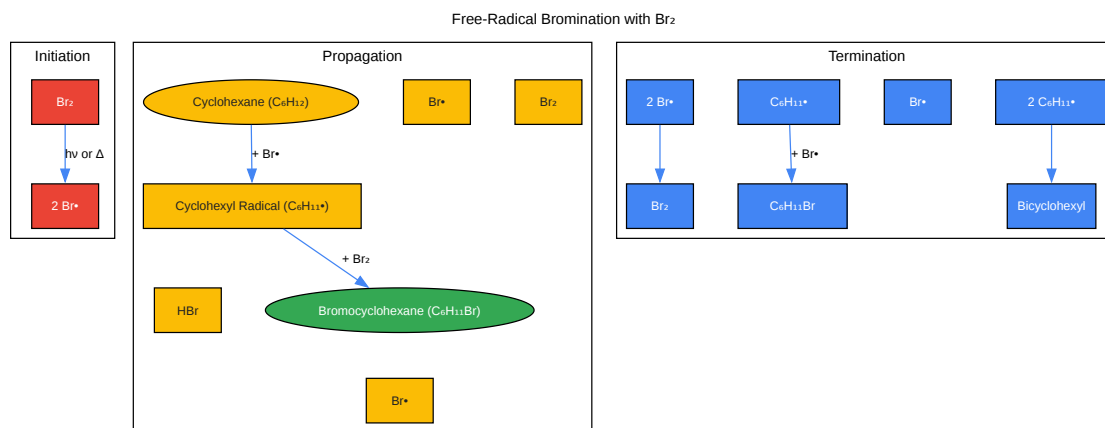 Free-Radical Bromination with Br₂
Initiation
Br₂
hν or Δ
2 Br•
Propagation
Cyclohexane (C₆H₁₂)
Br•
Br₂
+ Br•
Cyclohexyl Radical (C₆H₁₁•)
+ Br₂
HBr
Bromocyclohexane (C₆H₁₁Br)
Br•
Termination
2 Br•
C₆H₁₁•
Br•
2 C₆H₁₁•
+ Br•
Br₂
C₆H₁₁Br
Bicyclohexyl